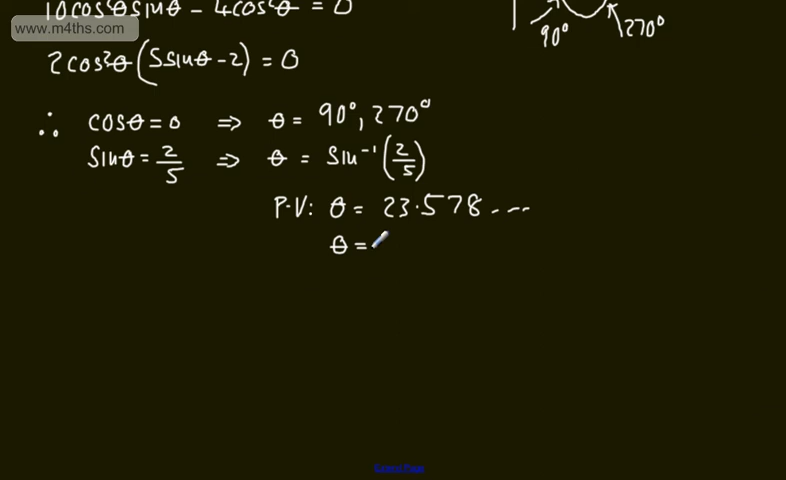 10cos²θsinθ - 4cos²θ = 0
www.m4ths.com
90° 270°
2cos²θ(5sinθ - 2) = 0
∴ cosθ = 0 ⇒ θ = 90°, 270°
sinθ = 2/5 ⇒ θ = sin⁻¹(2/5)
P.V: θ = 23.578....
θ =